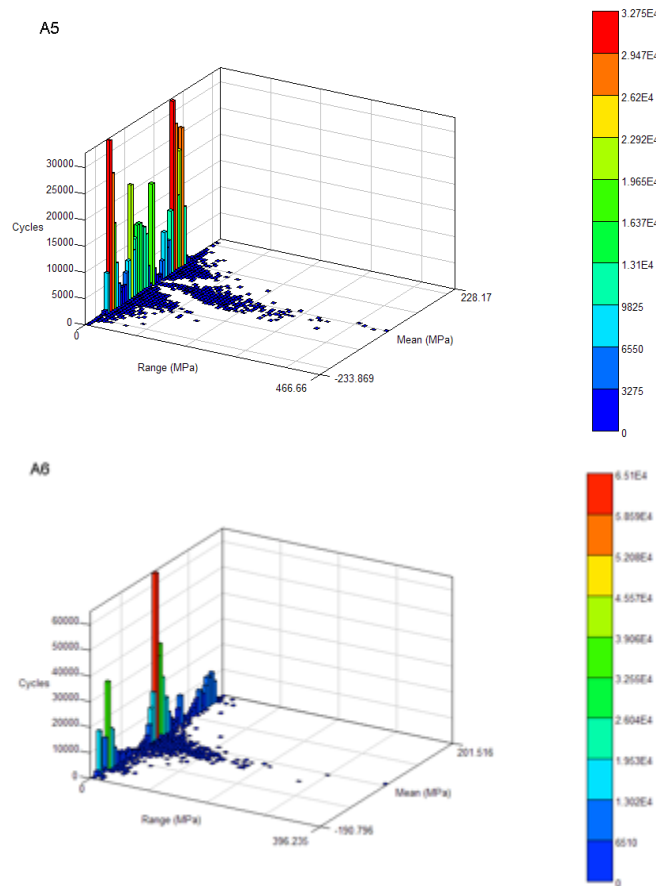 A5
30000
25000
20000
15000
10000
5000
0
Cycles
0
Range (MPa)
466.66
-233.869
Mean (MPa)
228.17
3.275E4
2.947E4
2.62E4
2.292E4
1.965E4
1.637E4
1.31E4
9825
6550
3275
0
A6
60000
50000
40000
30000
20000
10000
0
Cycles
0
Range (MPa)
396.235
-190.796
Mean (MPa)
201.516
6.51E4
5.859E4
5.208E4
4.557E4
3.906E4
3.255E4
2.604E4
1.953E4
1.302E4
6510
0